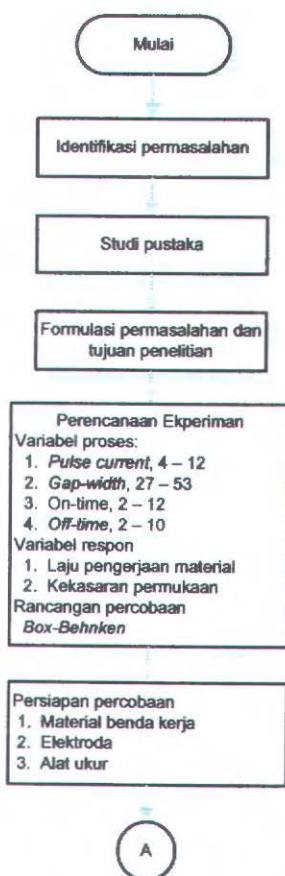 Mulai
Identifikasi permasalahan
Studi pustaka
Formulasi permasalahan dan
tujuan penelitian
Perencanaan Ekperiman
Variabel proses:
1. Pulse current, 4 – 12
2. Gap-width, 27 – 53
3. On-time, 2 – 12
4. Off-time, 2 – 10
Variabel respon
1. Laju pengerjaan material
2. Kekasaran permukaan
Rancangan percobaan
Box-Behnken
Persiapan percobaan
1. Material benda kerja
2. Elektroda
3. Alat ukur
A